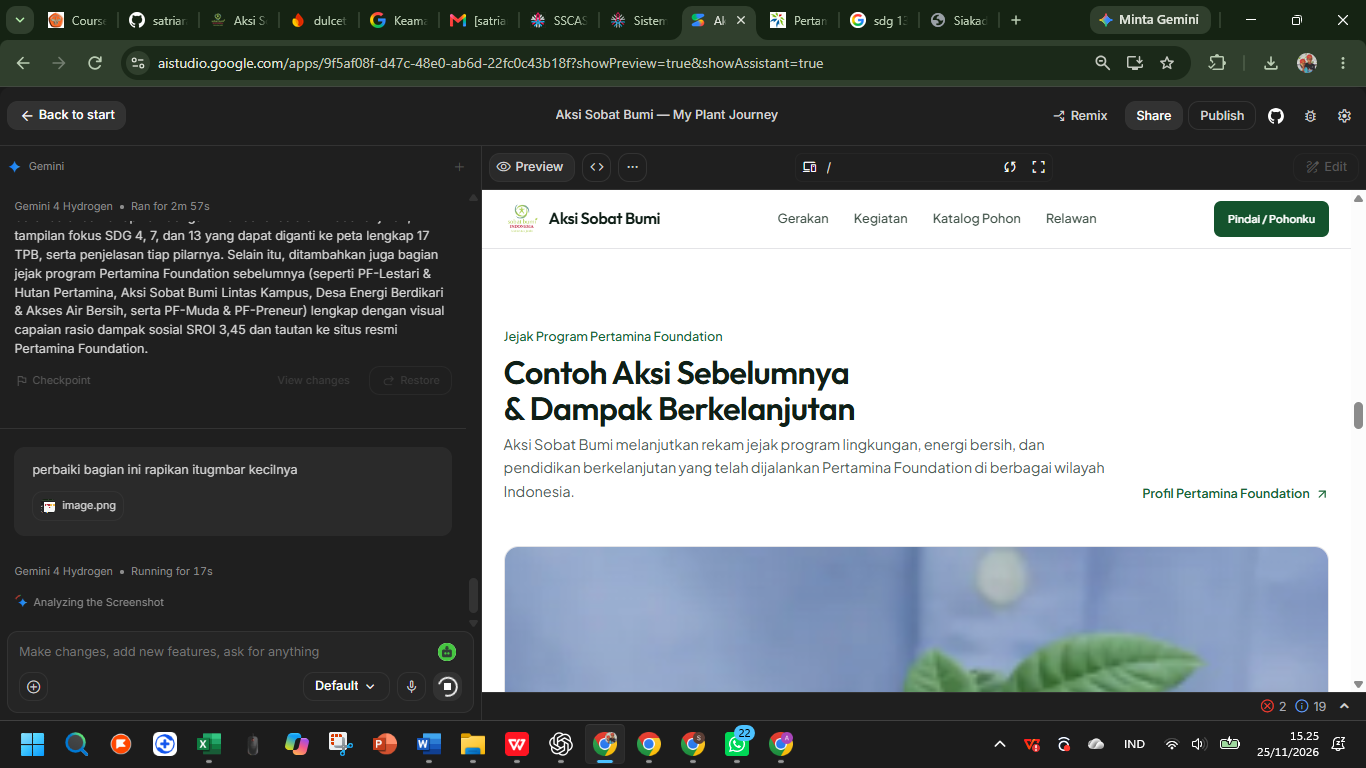 Course
satrian
Aksi So
dulcet
Keama
[satria
SSCAS
Sistem
Ak
Pertan
sdg 13
Siakad
Minta Gemini
aistudio.google.com/apps/9f5af08f-d47c-48e0-ab6d-22fc0c43b18f?showPreview=true&showAssistant=true
Back to start
Aksi Sobat Bumi — My Plant Journey
Remix
Share
Publish
Gemini
Preview
/
Edit
Gemini 4 Hydrogen • Ran for 2m 57s
tampilan fokus SDG 4, 7, dan 13 yang dapat diganti ke peta lengkap 17
TPB, serta penjelasan tiap pilarnya. Selain itu, ditambahkan juga bagian
jejak program Pertamina Foundation sebelumnya (seperti PF-Lestari &
Hutan Pertamina, Aksi Sobat Bumi Lintas Kampus, Desa Energi Berdikari
& Akses Air Bersih, serta PF-Muda & PF-Preneur) lengkap dengan visual
capaian rasio dampak sosial SROI 3,45 dan tautan ke situs resmi
Pertamina Foundation.
Checkpoint
View changes
Restore
perbaiki bagian ini rapikan itugmbar kecilnya
image.png
Gemini 4 Hydrogen • Running for 17s
Analyzing the Screenshot
Make changes, add new features, ask for anything
Default
Aksi Sobat Bumi
Gerakan
Kegiatan
Katalog Pohon
Relawan
Pindai / Pohonku
Jejak Program Pertamina Foundation
Contoh Aksi Sebelumnya
& Dampak Berkelanjutan
Aksi Sobat Bumi melanjutkan rekam jejak program lingkungan, energi bersih, dan
pendidikan berkelanjutan yang telah dijalankan Pertamina Foundation di berbagai wilayah
Indonesia.
Profil Pertamina Foundation
2
19
22
IND
15.25
25/11/2026